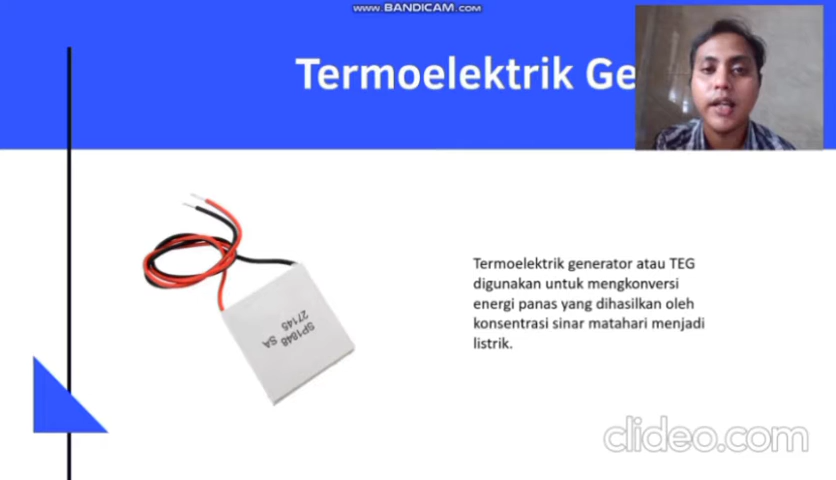 www.BANDICAM.com
Termoelektrik Ge
SP1848
27145 SA
Termoelektrik generator atau TEG
digunakan untuk mengkonversi
energi panas yang dihasilkan oleh
konsentrasi sinar matahari menjadi
listrik.
clideo.com